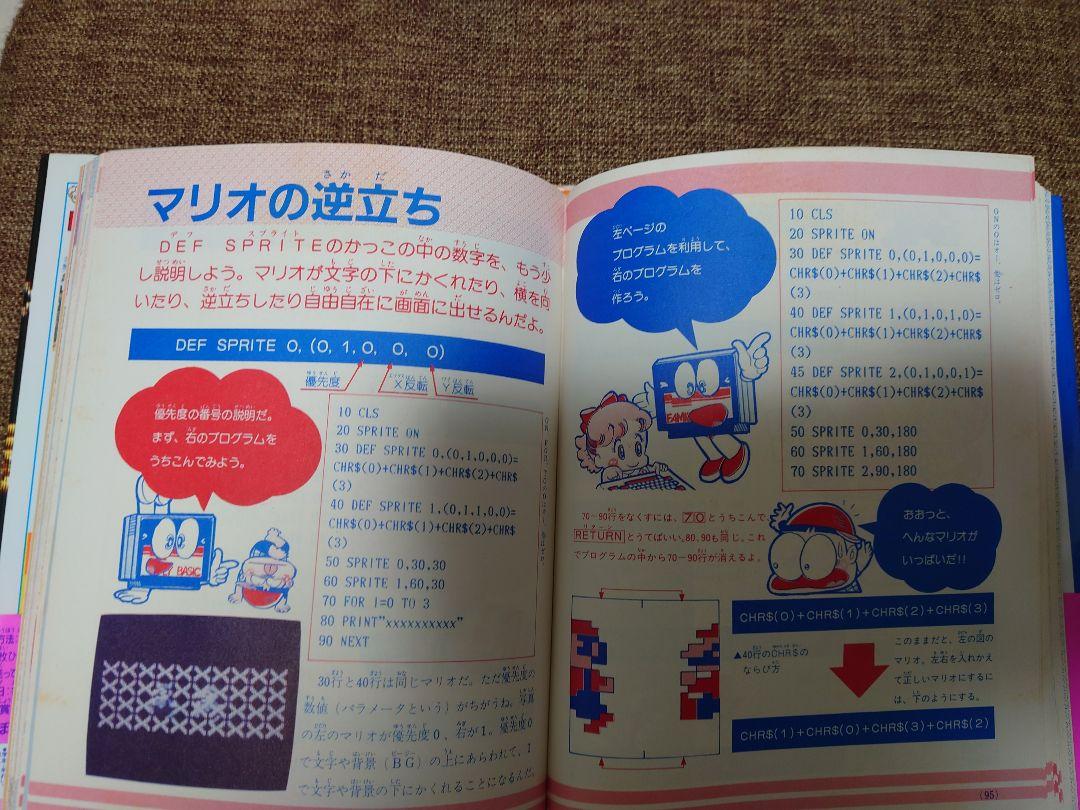 マリオの逆立ち
DEF SPRITEのかっこの中の数字を、もう少
し説明しよう。マリオが文字の下にかくれたり、横を向
いたり、逆立ちしたり自由自在に画面に出せるんだよ。
DEF SPRITE 0, (0, 1, 0, 0, 0)
優先度
X反転
Y反転
優先度の番号の説明だ。
まず、右のプログラムを
うちこんでみよう。
BASIC
10 CLS
20 SPRITE ON
30 DEF SPRITE 0,(0,1,0,0,0)=
CHR$(0)+CHR$(1)+CHR$(2)+CHR$
(3)
40 DEF SPRITE 1,(0,1,1,0,0)=
CHR$(0)+CHR$(1)+CHR$(2)+CHR$
(3)
50 SPRITE 0,30,30
60 SPRITE 1,60,30
70 FOR I=0 TO 3
80 PRINT"xxxxxxxxxx"
90 NEXT
30行と40行は同じマリオだ。ただ優先度の
数値(パラメータという)がちがうね。写真
の左のマリオが優先度0、右が1。優先度0
で文字や背景(BG)の上にあらわれて、1
で文字や背景の下にかくれることになるんだ。
左ページの
プログラムを利用して、
右のプログラムを
作ろう。
10 CLS
20 SPRITE ON
30 DEF SPRITE 0,(0,1,0,0,0)=
CHR$(0)+CHR$(1)+CHR$(2)+CHR$
(3)
40 DEF SPRITE 1,(0,1,0,1,0)=
CHR$(0)+CHR$(1)+CHR$(2)+CHR$
(3)
45 DEF SPRITE 2,(0,1,0,0,1)=
CHR$(0)+CHR$(1)+CHR$(2)+CHR$
(3)
50 SPRITE 0,30,180
60 SPRITE 1,60,180
70 SPRITE 2,90,180
ONのOはオー、他はゼロ。
70~90行をなくすには、70とうちこんで、
RETURNとうてばいい。80、90も同じ。これ
でプログラムの中から70~90行が消えるよ。
おおっと、
へんなマリオが
いっぱいだ!!
CHR$(0)+CHR$(1)+CHR$(2)+CHR$(3)
▲40行のCHR$の
ならび方
このままだと、左の図の
マリオ。左右を入れかえ
て正しいマリオにするに
は、下のようにする。
CHR$(1)+CHR$(0)+CHR$(3)+CHR$(2)
(95)